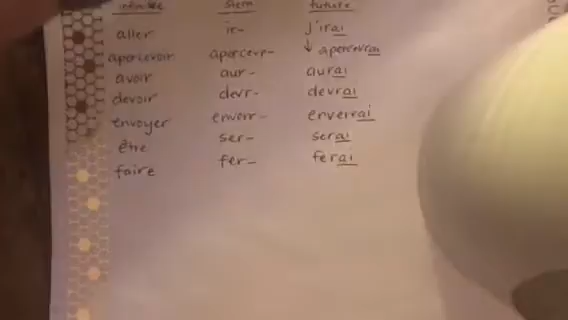 infinitive stem future
aller ir- j'irai
apercevoir apercevr- ↓ apercevrai
avoir aur- aurai
devoir devr- devrai
envoyer enverr- enverrai
être ser- serai
faire fer- ferai